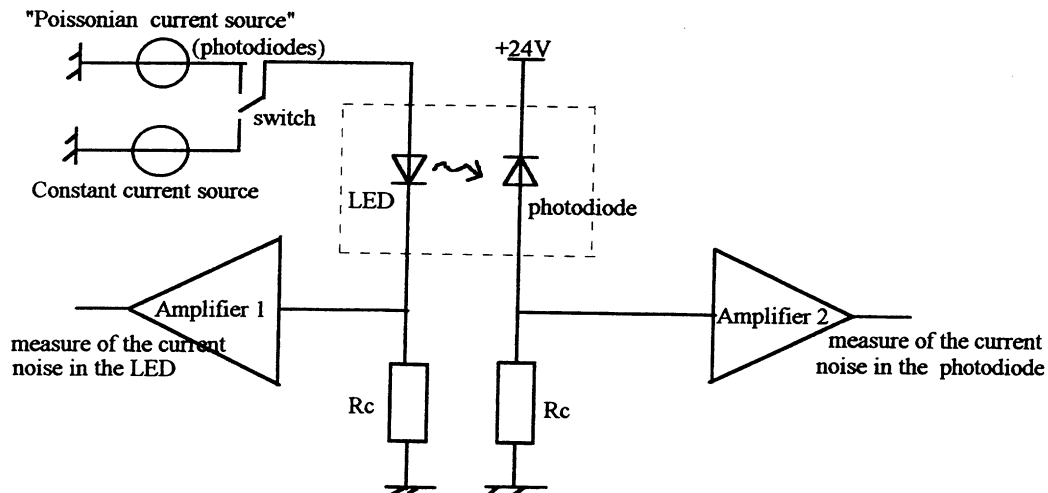 "Poissonian current source"
(photodiodes)
+24V
switch
Constant current source
LED
photodiode
Amplifier 1
Amplifier 2
measure of the current
noise in the LED
measure of the current
noise in the photodiode
Rc
Rc